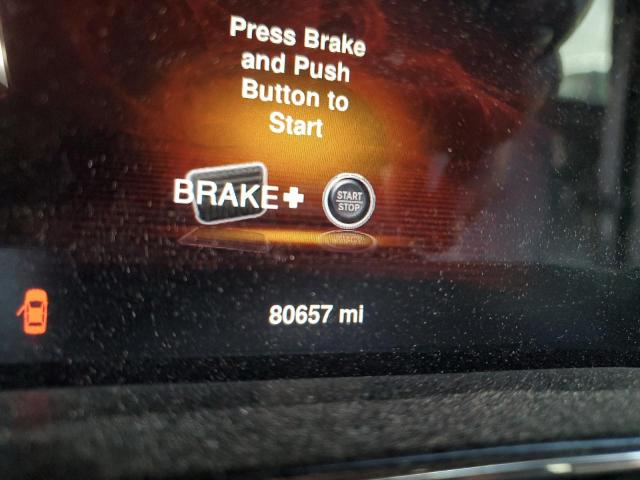 Press Brake
and Push
Button to
Start
BRAKE+
START
STOP
80657 mi